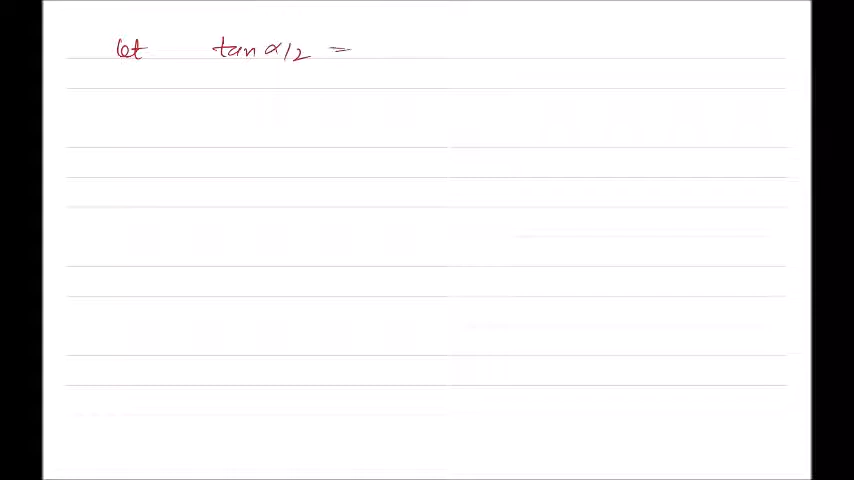 let tan α/2 =